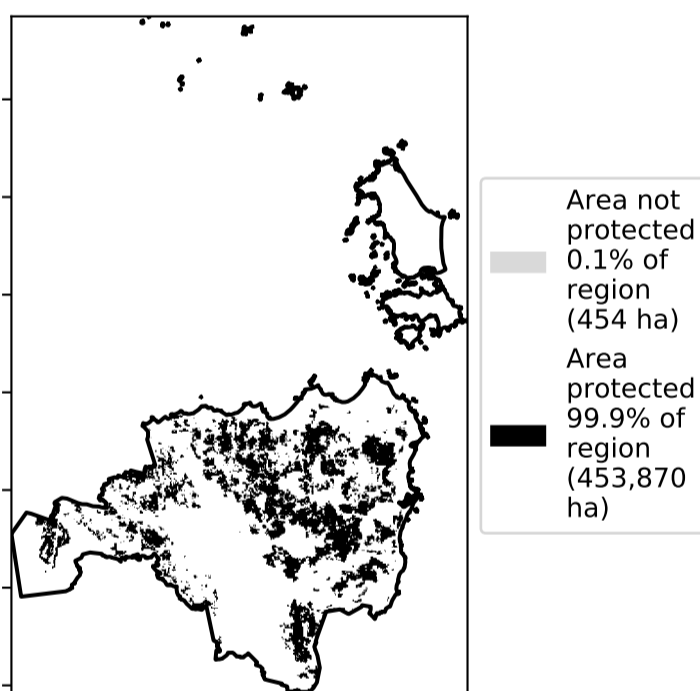 Area not
protected
0.1% of
region
(454 ha)
Area
protected
99.9% of
region
(453,870
ha)